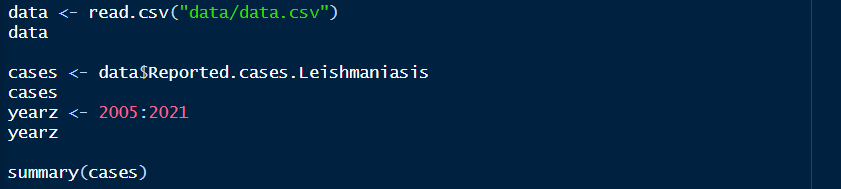 data <- read.csv("data/data.csv")
data
cases <- data$Reported.cases.Leishmaniasis
cases
yearz <- 2005:2021
yearz
summary(cases)